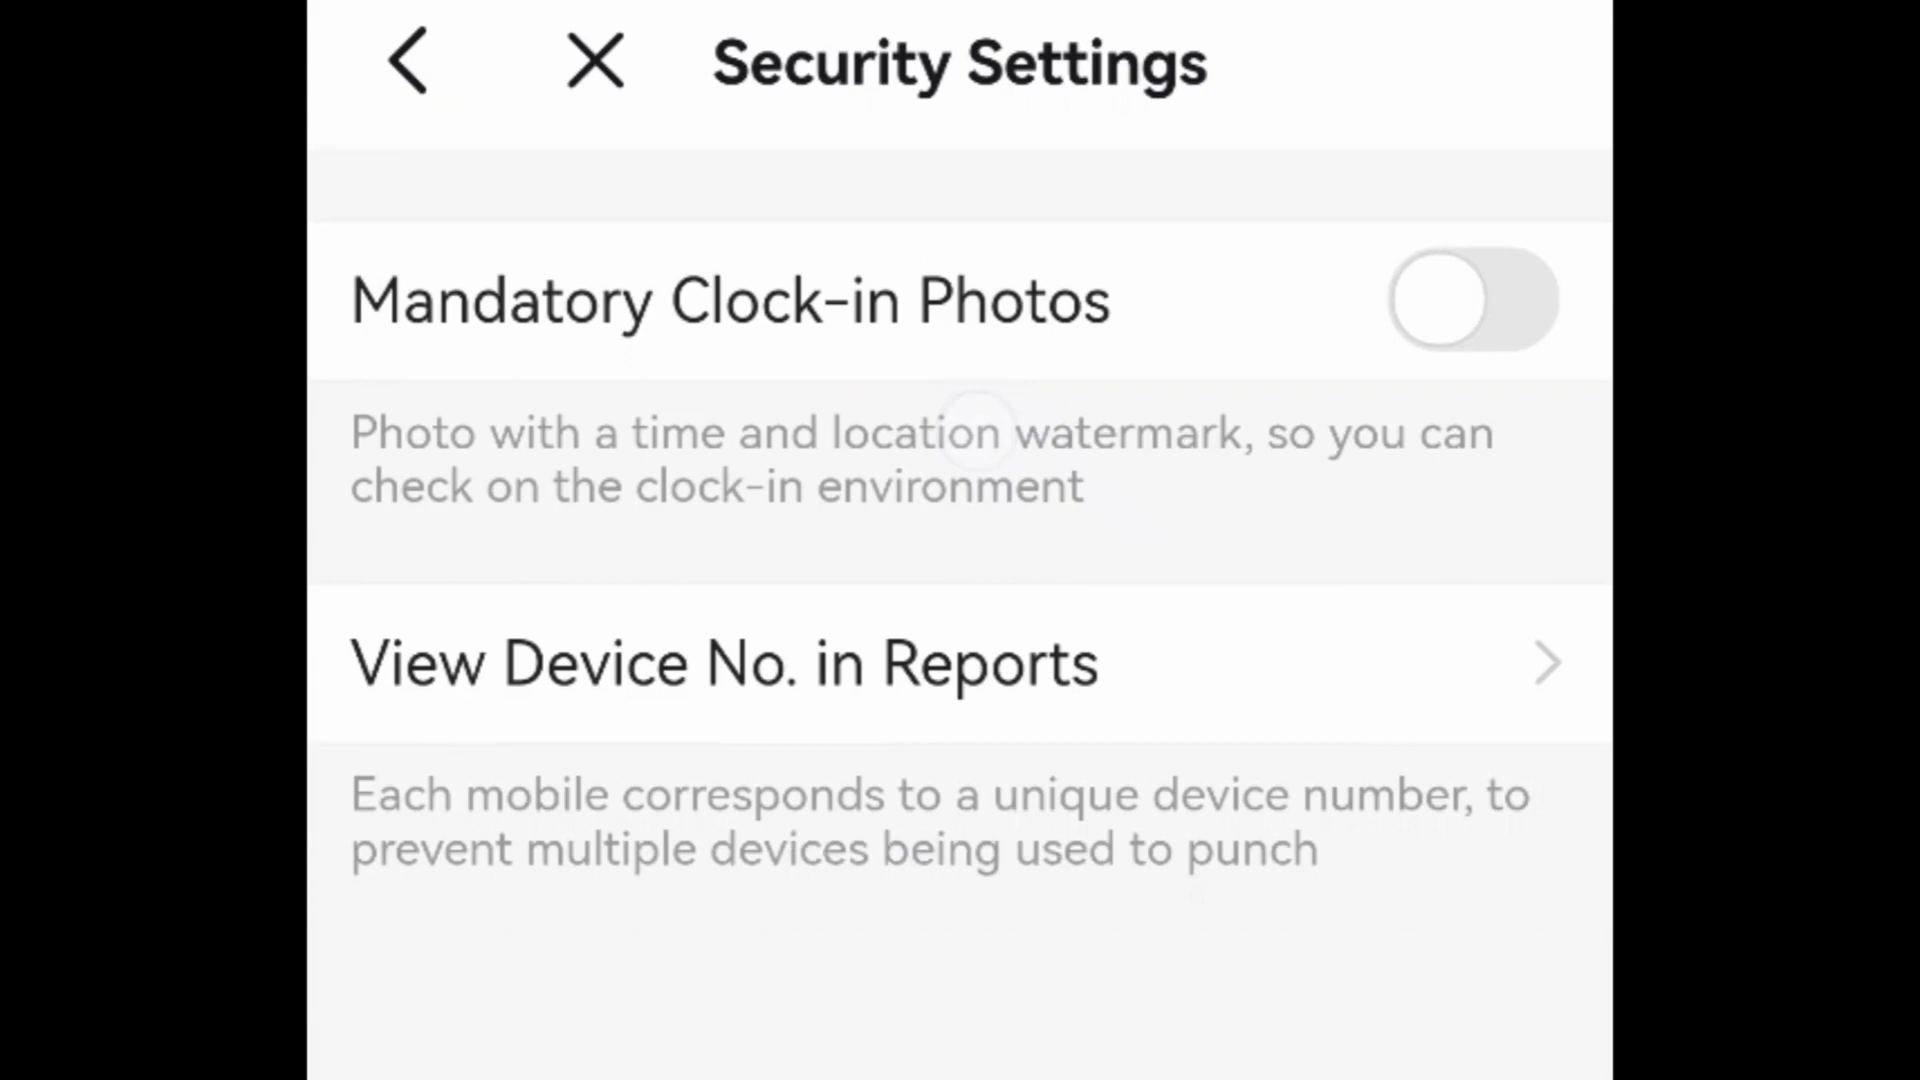 Security Settings
Mandatory Clock-in Photos
Photo with a time and location watermark, so you can
check on the clock-in environment
View Device No. in Reports
Each mobile corresponds to a unique device number, to
prevent multiple devices being used to punch